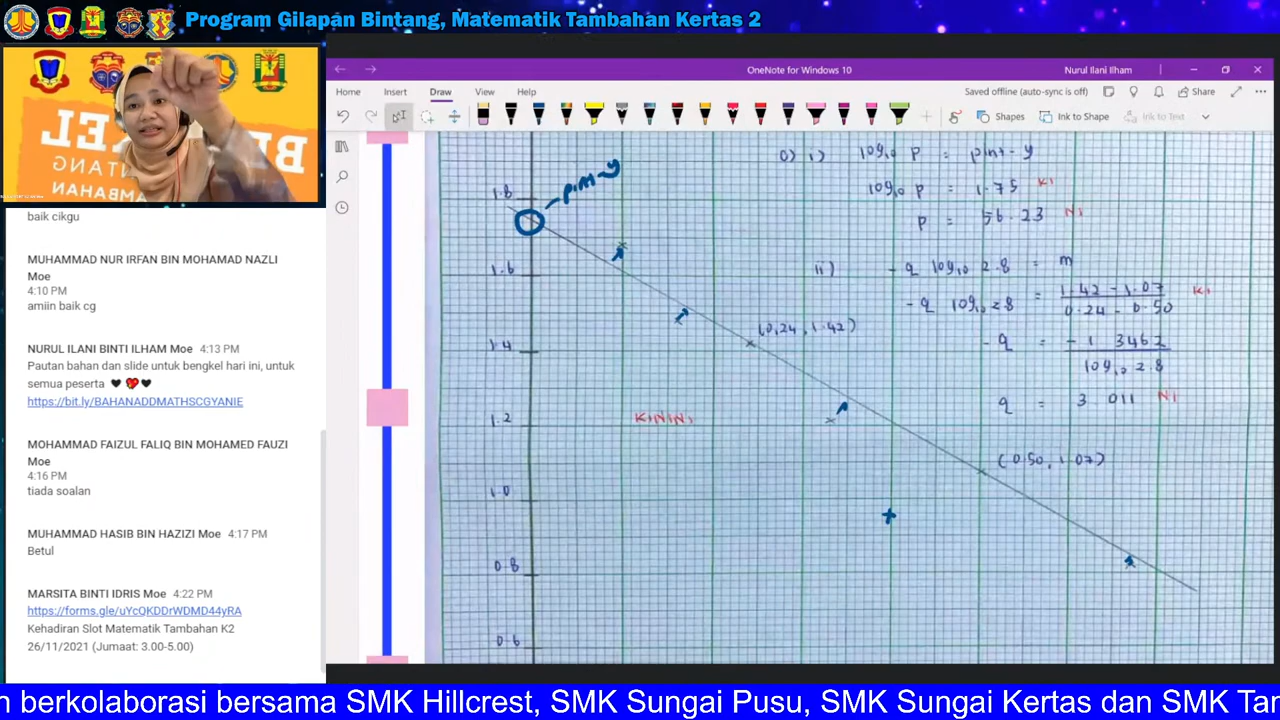 Program Gilapan Bintang, Matematik Tambahan Kertas 2
OneNote for Windows 10
Nurul Ilani Ilham
Home Insert Draw View Help
Saved offline (auto-sync is off)
Share
Shapes
Ink to Shape
Ink to Text
baik cikgu
MUHAMMAD NUR IRFAN BIN MOHAMAD NAZLI
Moe
4:10 PM
amiin baik cg
NURUL ILANI BINTI ILHAM Moe 4:13 PM
Pautan bahan dan slide untuk bengkel hari ini, untuk
semua peserta ♥ 💝 ♥
https://bit.ly/BAHANADDMATHSCGYANIE
MOHAMMAD FAIZUL FALIQ BIN MOHAMED FAUZI
Moe
4:16 PM
tiada soalan
MUHAMMAD HASIB BIN HAZIZI Moe 4:17 PM
Betul
MARSITA BINTI IDRIS Moe 4:22 PM
https://forms.gle/uYcQKDDrWDMD44yRA
Kehadiran Slot Matematik Tambahan K2
26/11/2021 (Jumaat: 3.00-5.00)
1.8
1.6
1.4
1.2
1.0
0.8
0.6
(0.24, 1.42)
(0.50, 1.07)
K1N1N1
i) log10 P = pint-y
log10 P = 1.75 K1
P = 56.23 N1
ii) -q log10 2.8 = m
-q log10 2.8 = 1.42 - 1.07 K1
0.24 - 0.50
-q = -1.3462
log10 2.8
q = 3.011 N1
n berkolaborasi bersama SMK Hillcrest, SMK Sungai Pusu, SMK Sungai Kertas dan SMK Tar